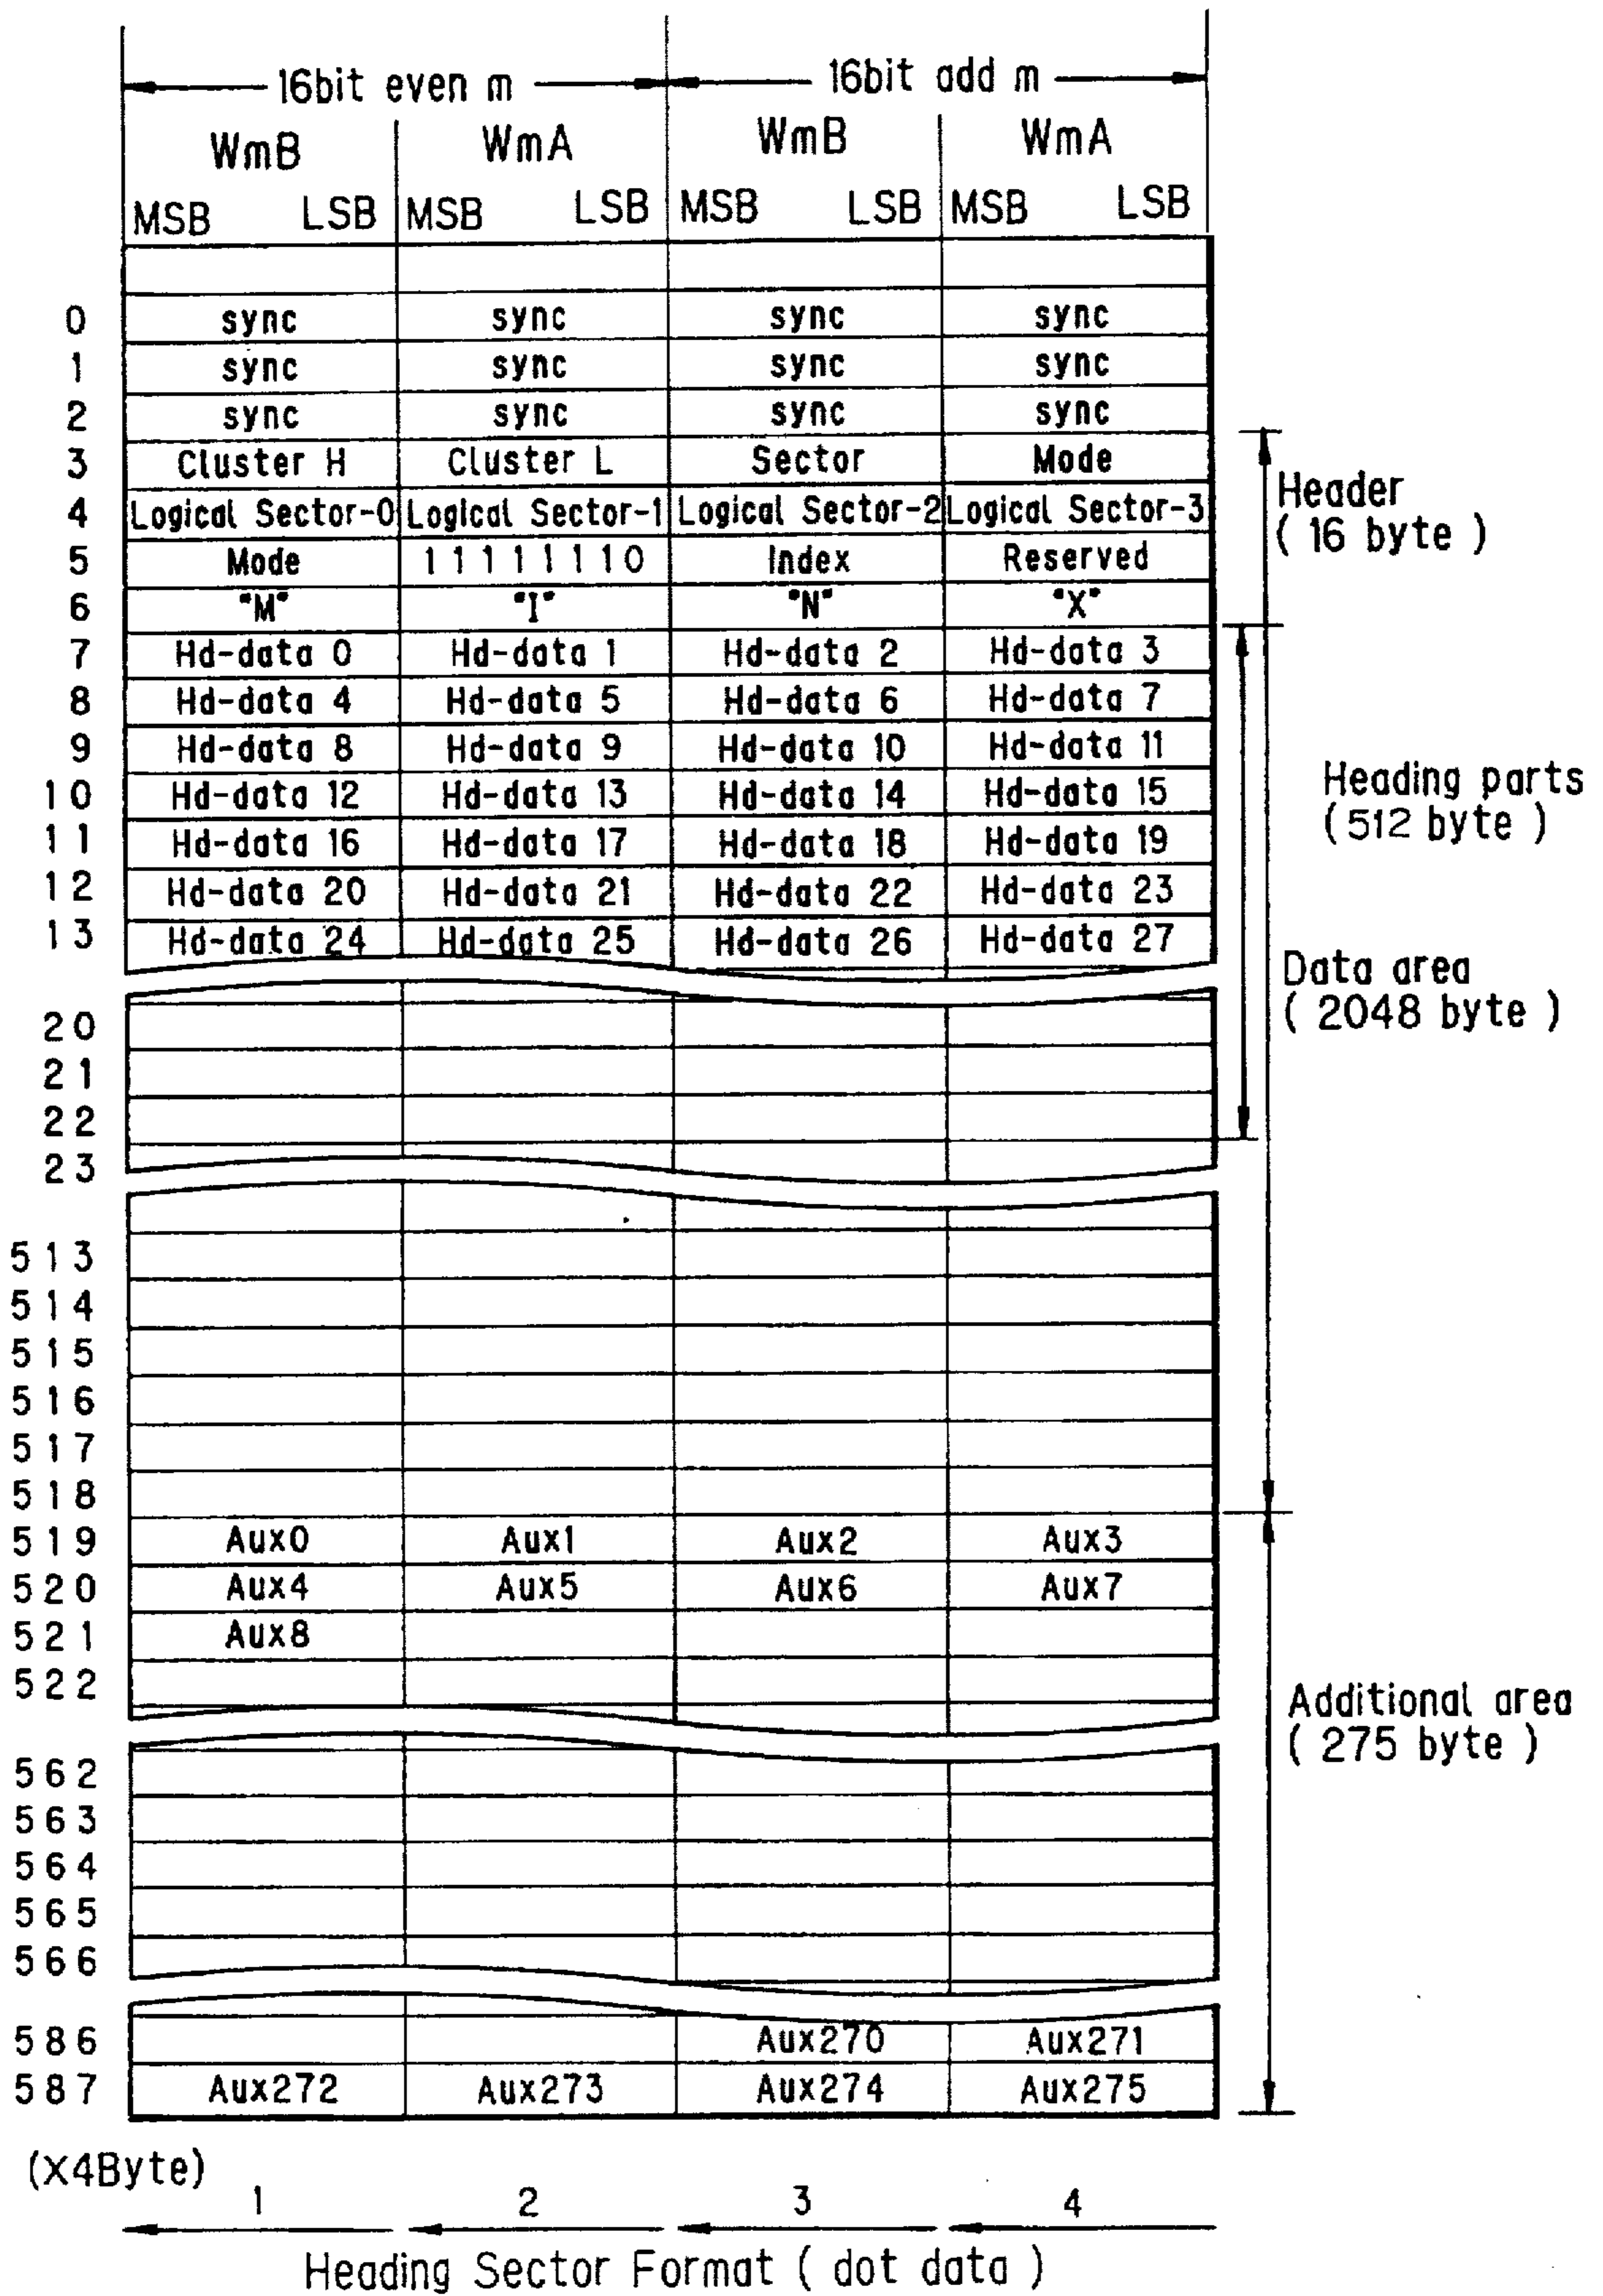 16bit even m 16bit add m
WmB WmA WmB WmA
MSB LSB MSB LSB MSB LSB MSB LSB
0 sync sync sync sync
1 sync sync sync sync
2 sync sync sync sync
3 Cluster H Cluster L Sector Mode
4 Logical Sector-0 Logical Sector-1 Logical Sector-2 Logical Sector-3
5 Mode 11111110 Index Reserved
6 "M" "I" "N" "X"
Header
( 16 byte )
7 Hd-data 0 Hd-data 1 Hd-data 2 Hd-data 3
8 Hd-data 4 Hd-data 5 Hd-data 6 Hd-data 7
9 Hd-data 8 Hd-data 9 Hd-data 10 Hd-data 11
10 Hd-data 12 Hd-data 13 Hd-data 14 Hd-data 15
11 Hd-data 16 Hd-data 17 Hd-data 18 Hd-data 19
12 Hd-data 20 Hd-data 21 Hd-data 22 Hd-data 23
13 Hd-data 24 Hd-data 25 Hd-data 26 Hd-data 27
Heading parts
( 512 byte )
Data area
( 2048 byte )
20
21
22
23
513
514
515
516
517
518
519 Aux0 Aux1 Aux2 Aux3
520 Aux4 Aux5 Aux6 Aux7
521 Aux8
522
Additional area
( 275 byte )
562
563
564
565
566
586 Aux270 Aux271
587 Aux272 Aux273 Aux274 Aux275
(X4Byte)
1 2 3 4
Heading Sector Format ( dot data )